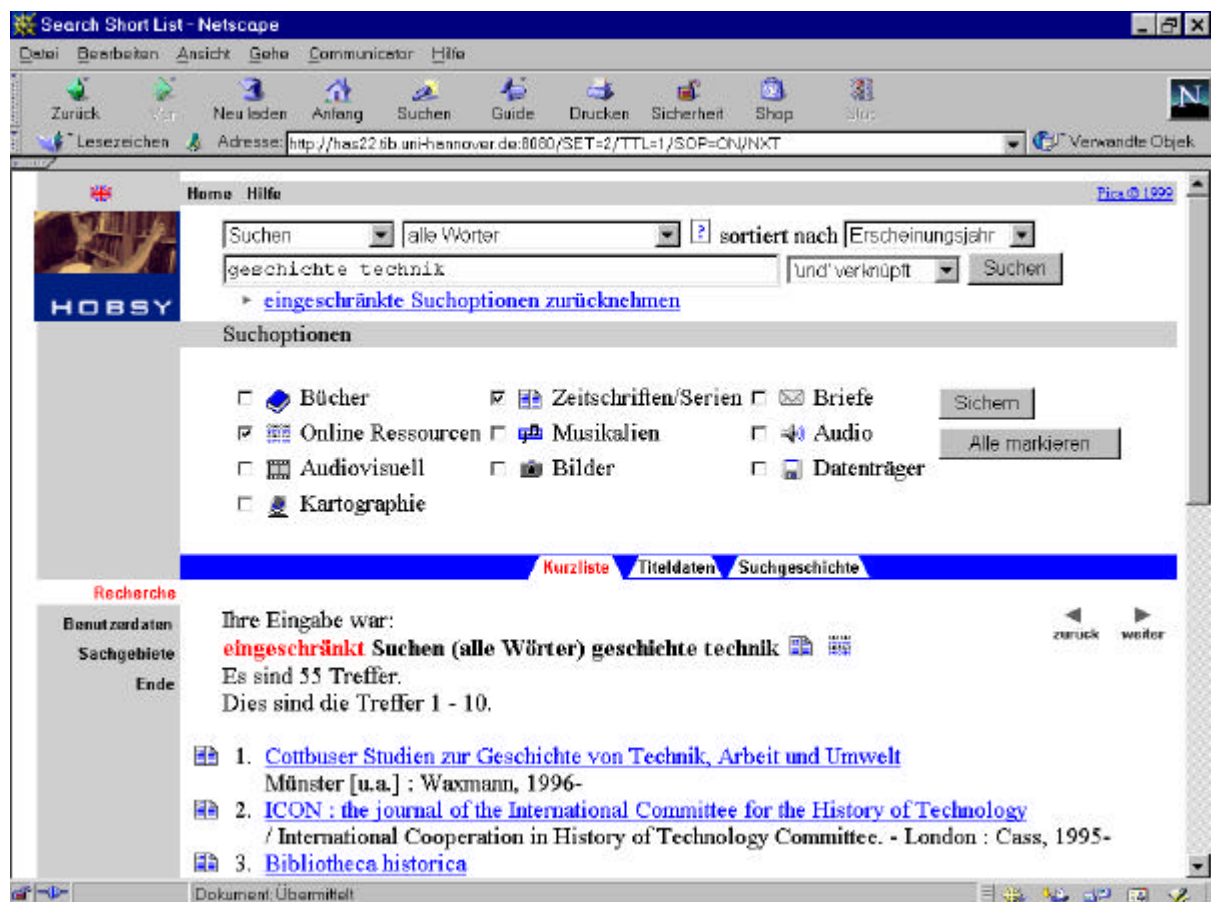 Search Short List - Netscape
Datei Bearbeiten Ansicht Gehe Communicator Hilfe
Zurück Vor Neu laden Anfang Suchen Guide Drucken Sicherheit Shop Stop
Lesezeichen Adresse: http://has22.tib.uni-hannover.de:8080/SET=2/TTL=1/SOP=ON/NXT Verwandte Objek
Home Hilfe Pica © 1999
Suchen alle Wörter ? sortiert nach Erscheinungsjahr
geschichte technik 'und' verknüpft Suchen
HOBSY
eingeschränkte Suchoptionen zurücknehmen
Suchoptionen
Bücher Zeitschriften/Serien Briefe Sichern
Online Ressourcen Musikalien Audio Alle markieren
Audiovisuell Bilder Datenträger
Kartographie
Kurzliste Titeldaten Suchgeschichte
Recherche
Benutzerdaten
Sachgebiete
Ende
Ihre Eingabe war: zurück weiter
eingeschränkt Suchen (alle Wörter) geschichte technik
Es sind 55 Treffer.
Dies sind die Treffer 1 - 10.
1. Cottbuser Studien zur Geschichte von Technik, Arbeit und Umwelt
Münster [u.a.] : Waxmann, 1996-
2. ICON : the journal of the International Committee for the History of Technology
/ International Cooperation in History of Technology Committee. - London : Cass, 1995-
3. Bibliotheca historica
Dokument: Übermittelt